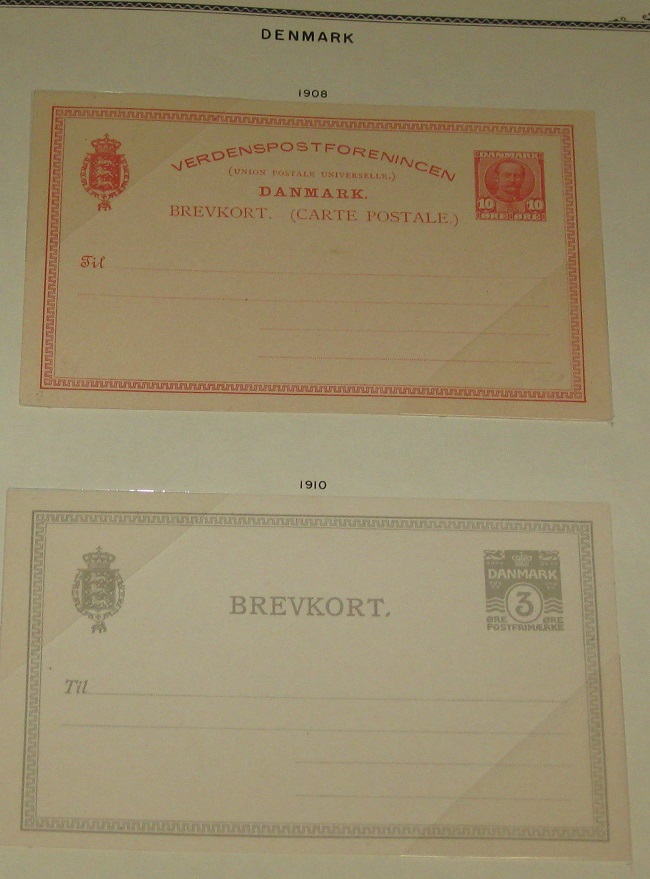 DENMARK
1908
VERDENSPOSTFORENINGEN
(UNION POSTALE UNIVERSELLE.)
DANMARK.
BREVKORT. (CARTE POSTALE.)
DANMARK
10 10
ØRE ØRE
Til
1910
BREVKORT.
DANMARK
3
ØRE ØRE
POSTFRIMÆRKE
Til